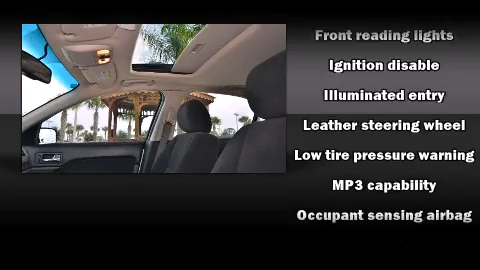 Front reading lights
Ignition disable
Illuminated entry
Leather steering wheel
Low tire pressure warning
MP3 capability
Occupant sensing airbag